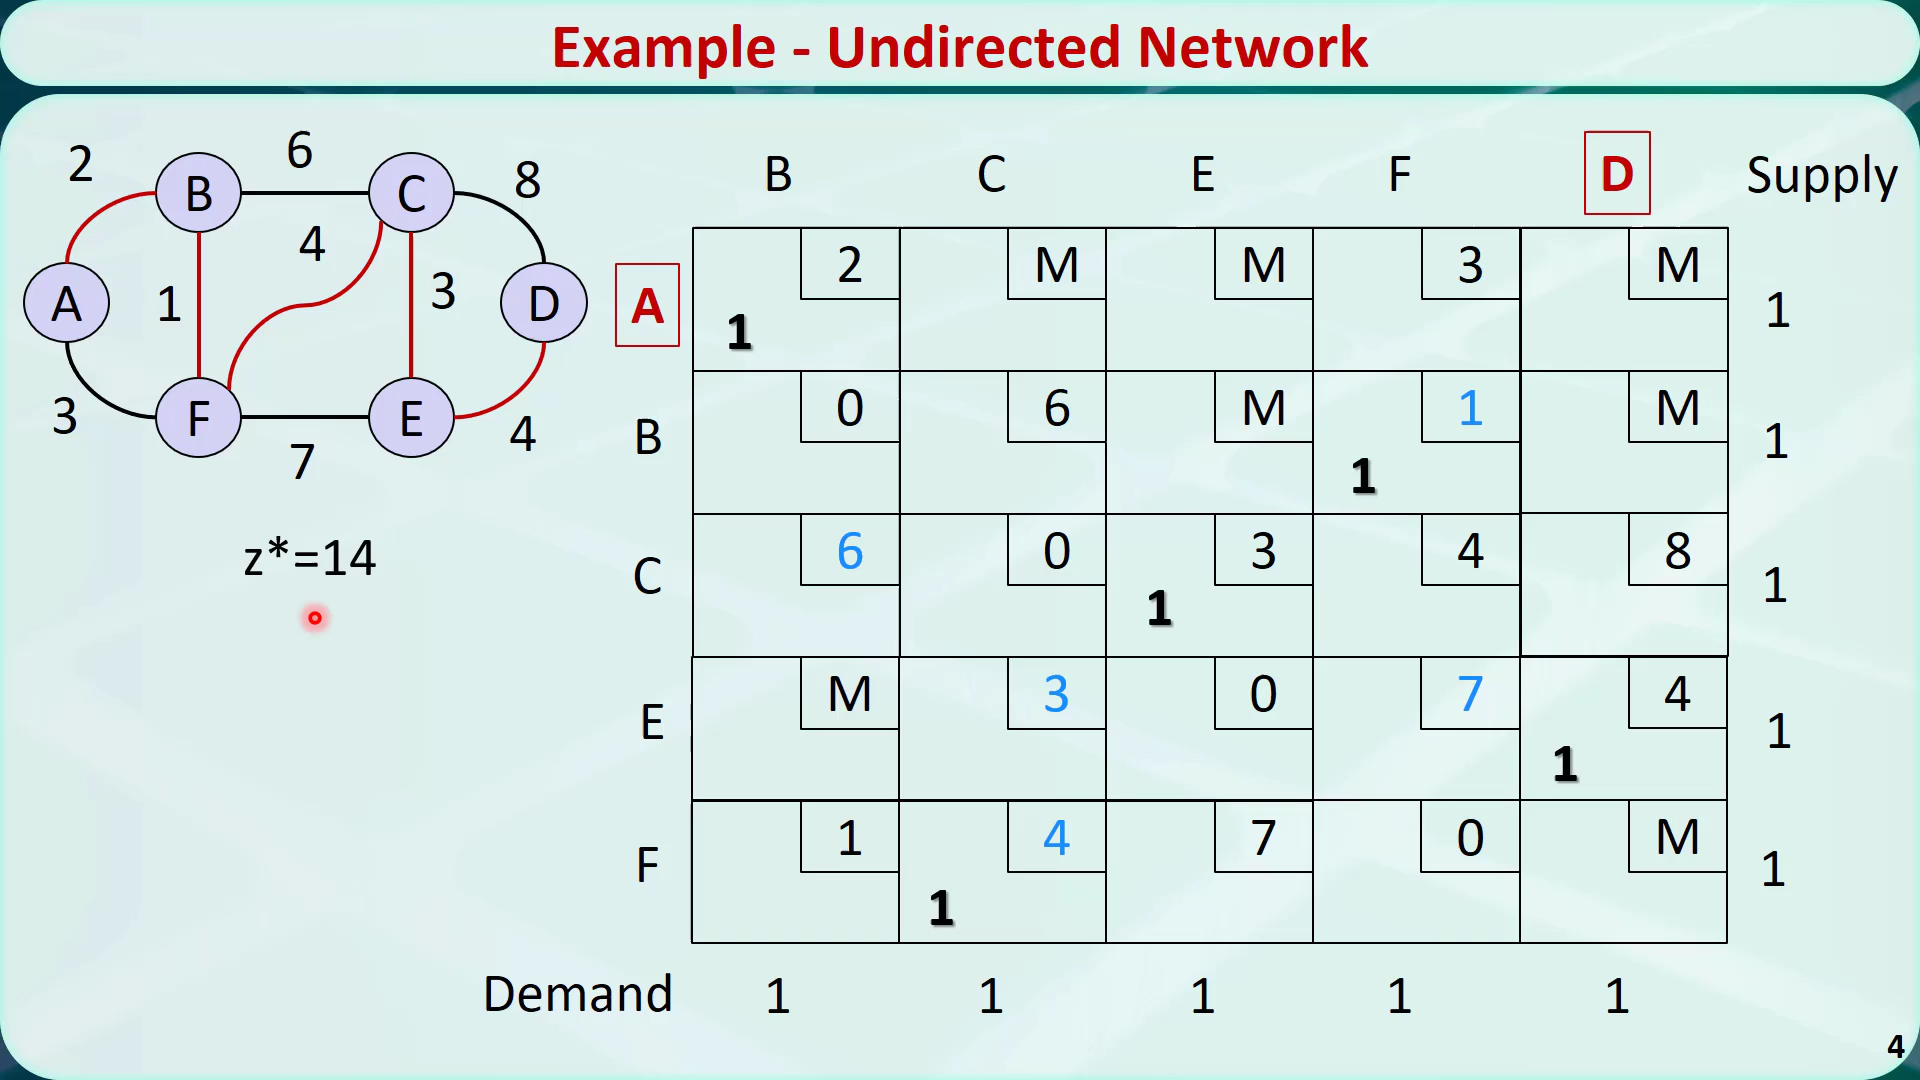 Example - Undirected Network
2 6 8
B C
4
A 1 3 D
3 F E 4
7
z*=14
B C E F D Supply
A 2 M M 3 M 1
1
B 0 6 M 1 M 1
1
C 6 0 3 4 8 1
1
E M 3 0 7 4 1
1
F 1 4 7 0 M 1
1
Demand 1 1 1 1 1
4